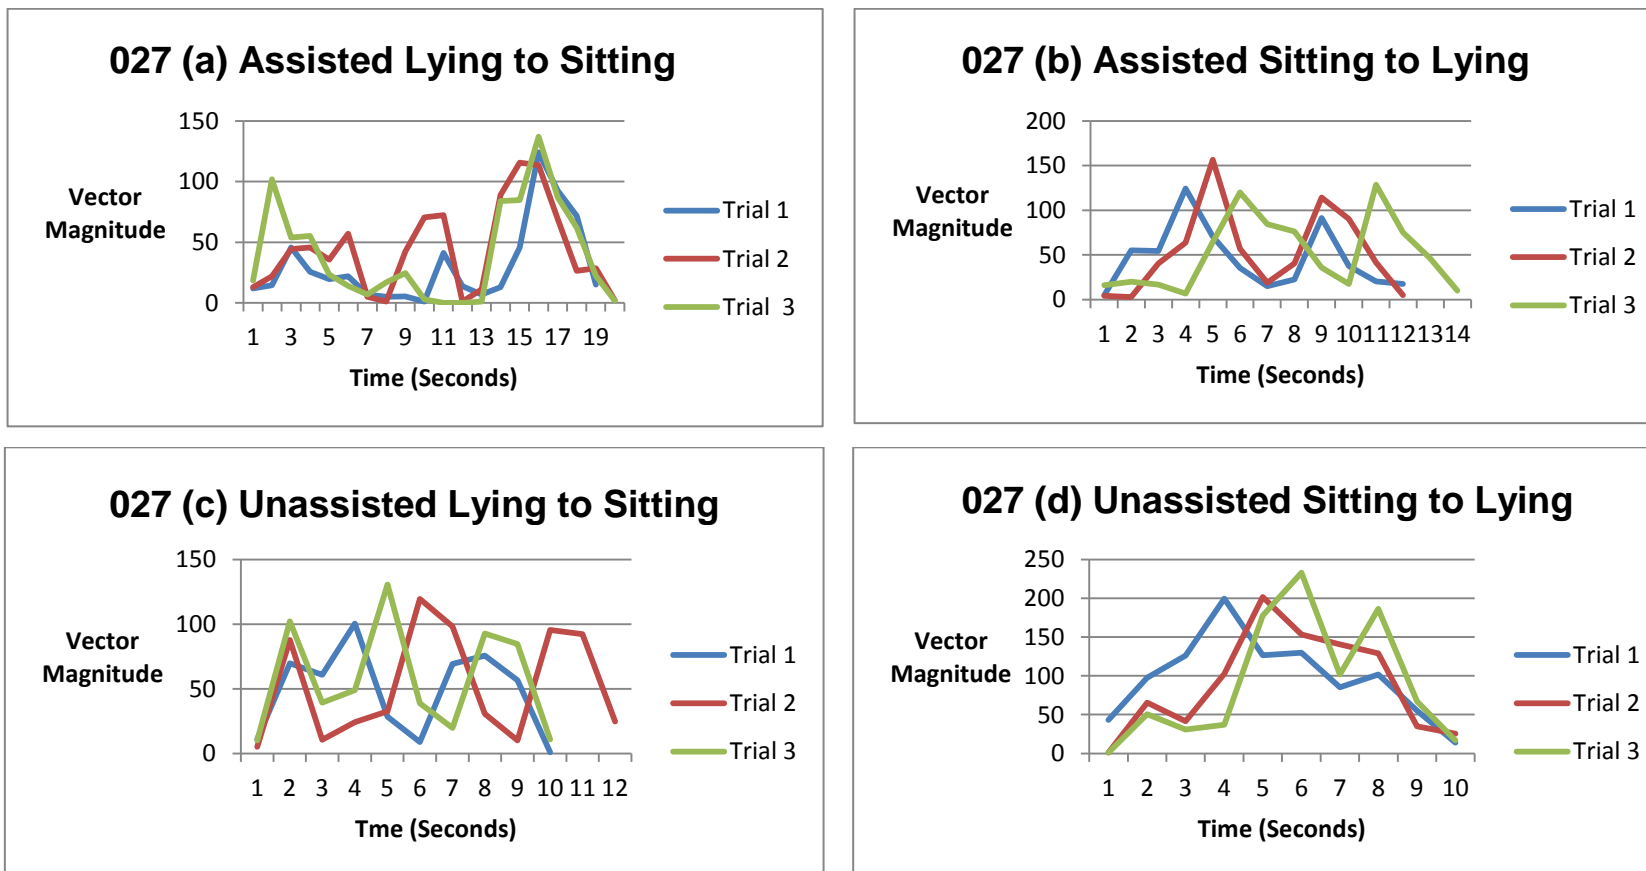 027 (a) Assisted Lying to Sitting
150
100
50
0
Vector
Magnitude
1 3 5 7 9 11 13 15 17 19
Time (Seconds)
Trial 1
Trial 2
Trial  3
027 (b) Assisted Sitting to Lying
200
150
100
50
0
Vector
Magnitude
1 2 3 4 5 6 7 8 9 10 11 12 13 14
Time (Seconds)
Trial 1
Trial 2
Trial 3
027 (c) Unassisted Lying to Sitting
150
100
50
0
Vector
Magnitude
1 2 3 4 5 6 7 8 9 10 11 12
Tme (Seconds)
Trial 1
Trial 2
Trial 3
027 (d) Unassisted Sitting to Lying
250
200
150
100
50
0
Vector
Magnitude
1 2 3 4 5 6 7 8 9 10
Time (Seconds)
Trial 1
Trial 2
Trial 3